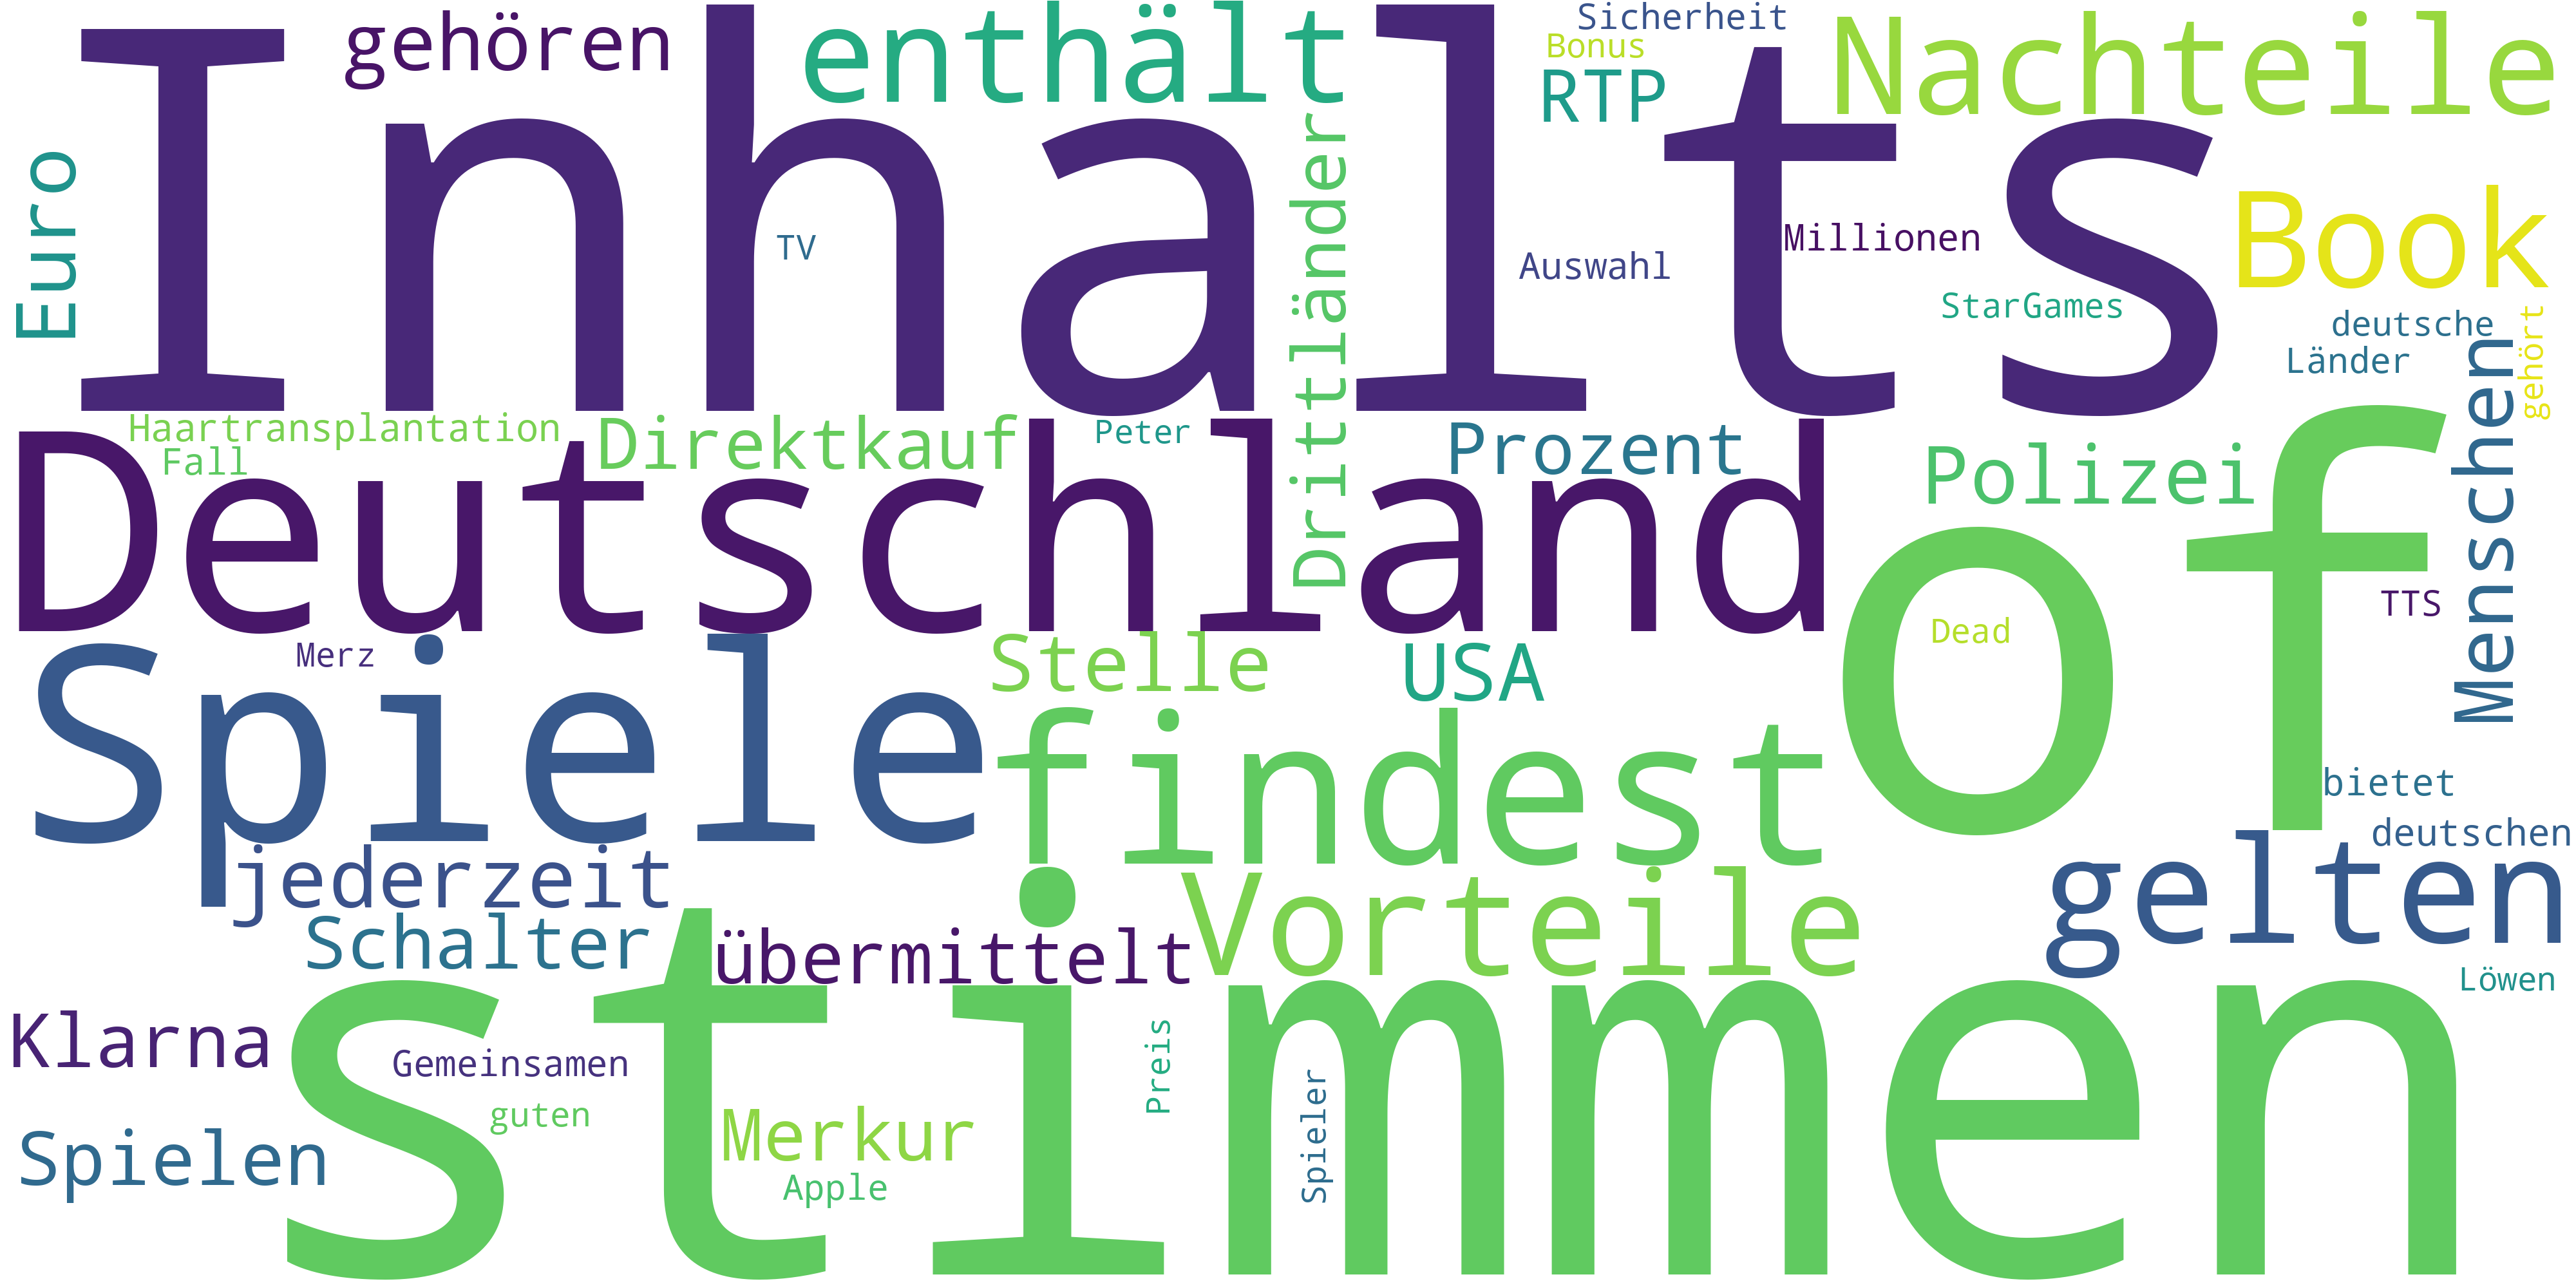 Inhalts
gehören
enthält
Sicherheit
Bonus
RTP
Nachteile
Euro
TV
Drittländer
Auswahl
Millionen
StarGames
Book
deutsche
Länder
gehört
Menschen
Haartransplantation
Fall
Direktkauf
Peter
Prozent
Polizei
Deutschland
of
TTS
Dead
Merz
Stelle
USA
Spiele
findest
bietet
deutschen
jederzeit
Vorteile
gelten
Schalter
übermittelt
Löwen
Klarna
stimmen
Gemeinsamen
Preis
Spieler
guten
Merkur
Spielen
Apple